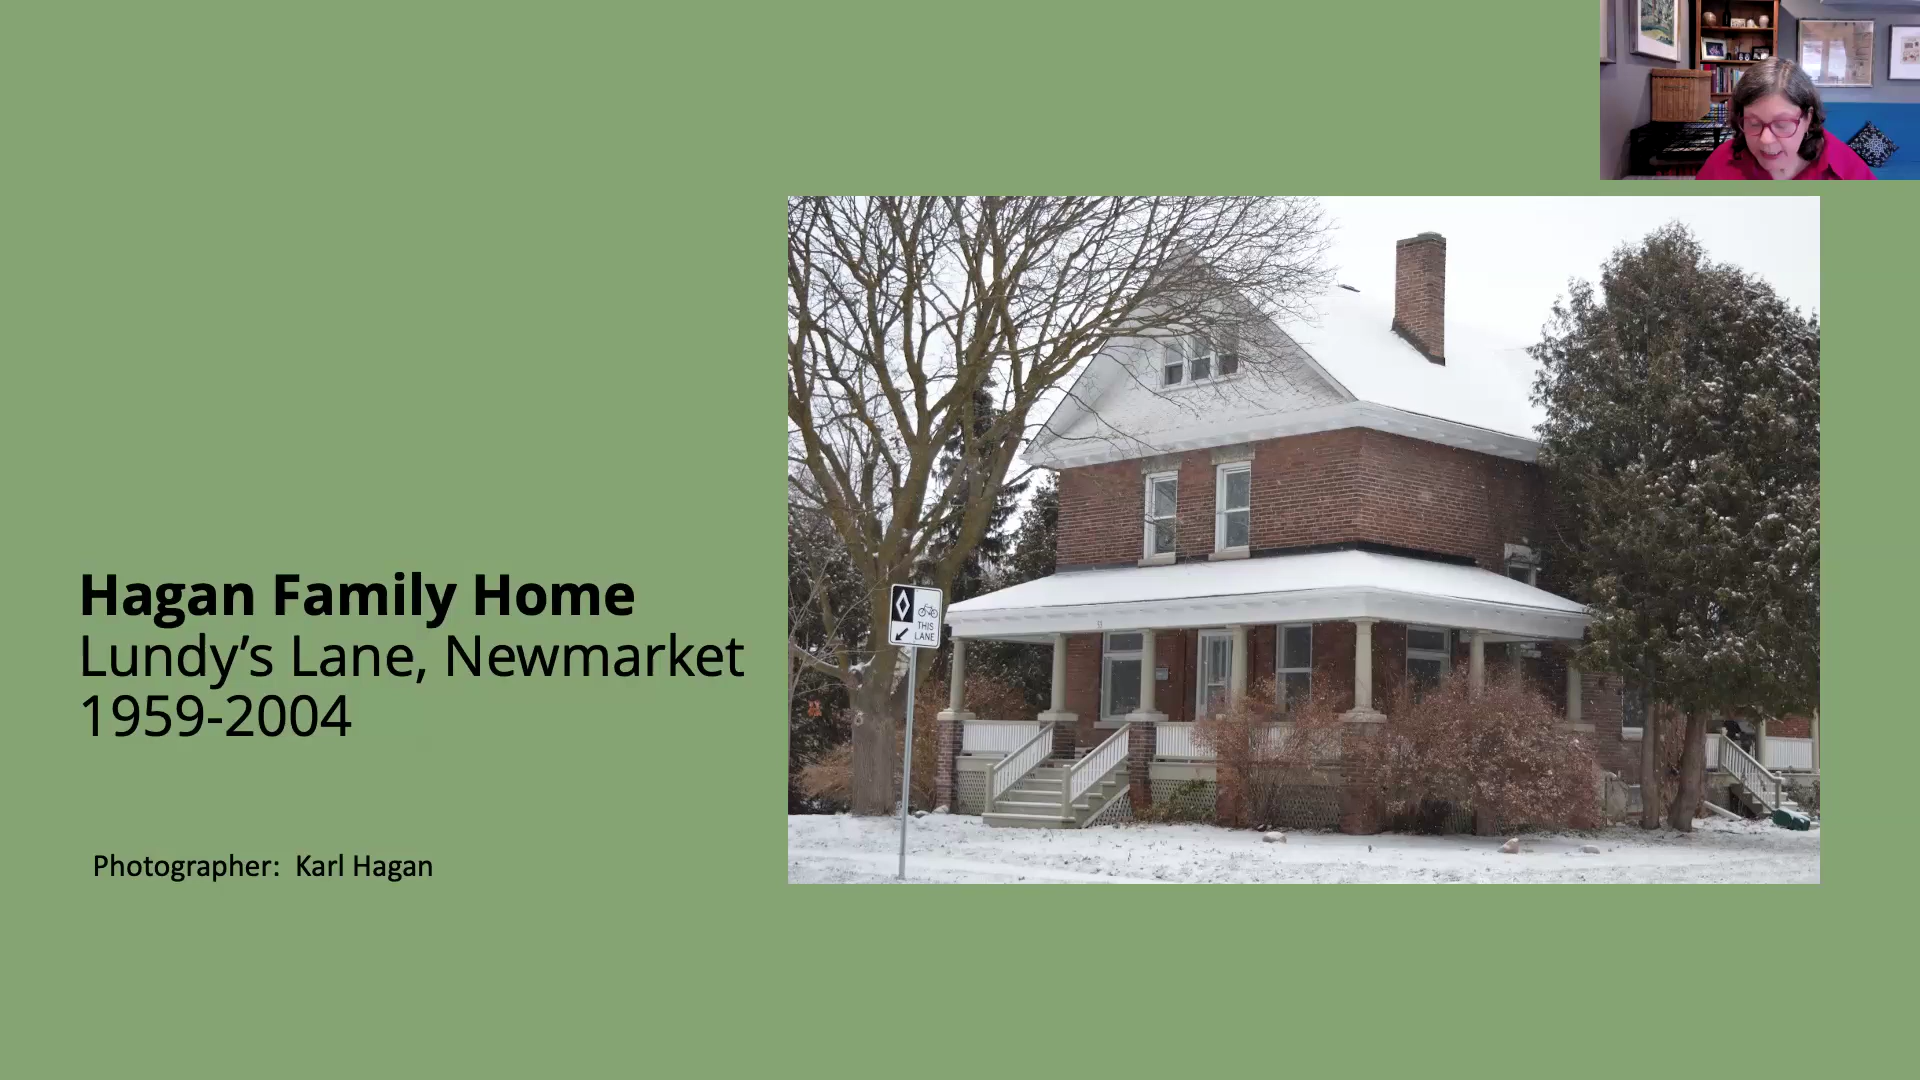 Hagan Family Home
Lundy's Lane, Newmarket
1959-2004
Photographer:  Karl Hagan
THIS
LANE